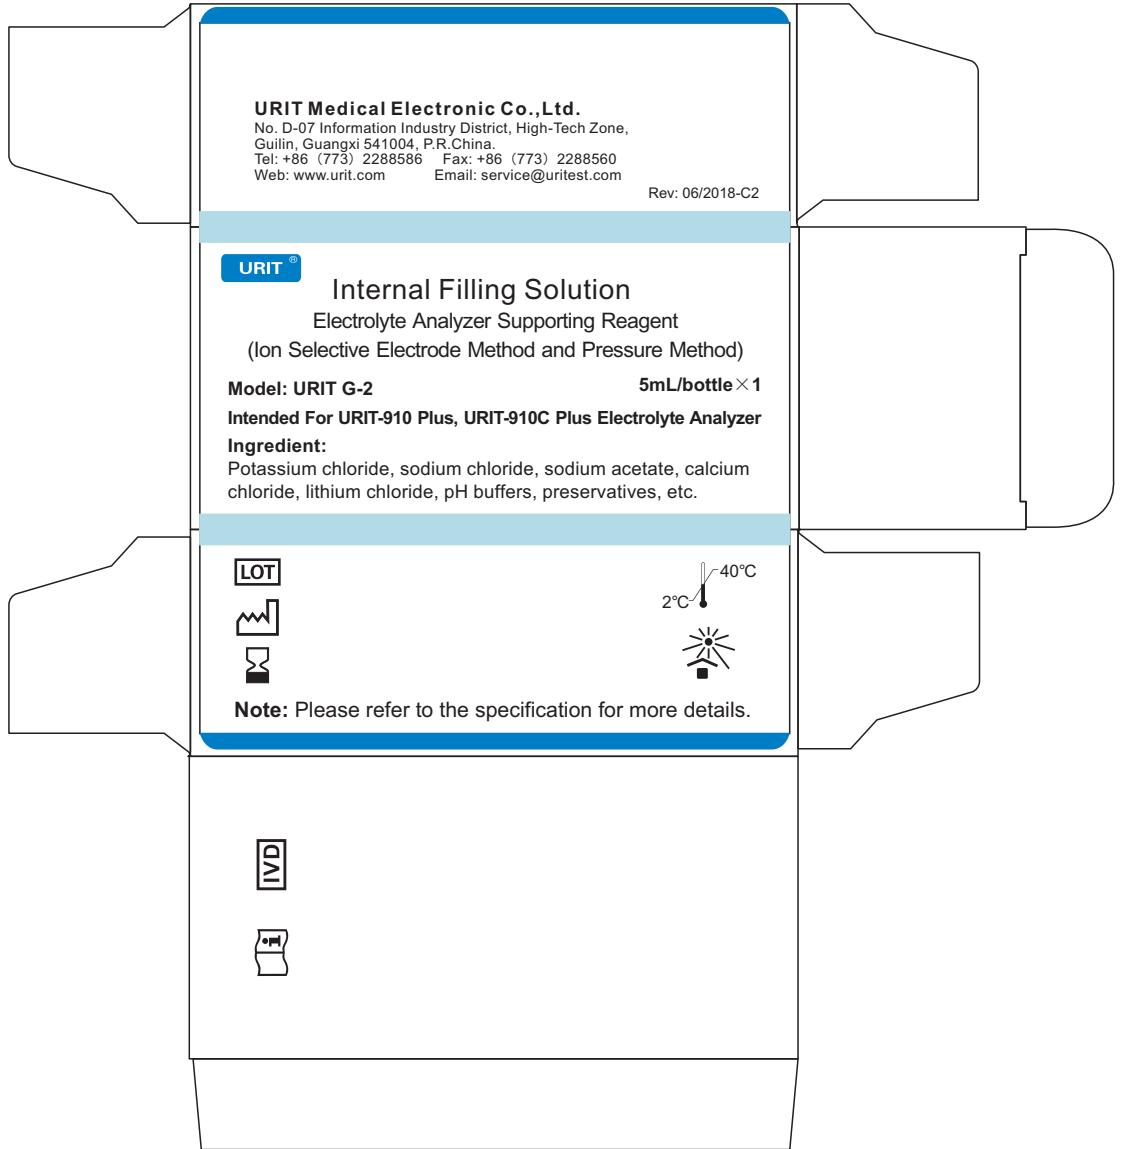 URIT Medical Electronic Co.,Ltd.
No. D-07 Information Industry District, High-Tech Zone,
Guilin, Guangxi 541004, P.R.China.
Tel: +86（773）2288586 Fax: +86（773）2288560
Web: www.urit.com Email: service@uritest.com
Rev: 06/2018-C2
URIT ®
Internal Filling Solution
Electrolyte Analyzer Supporting Reagent
(Ion Selective Electrode Method and Pressure Method)
Model: URIT G-2 5mL/bottle×1
Intended For URIT-910 Plus, URIT-910C Plus Electrolyte Analyzer
Ingredient:
Potassium chloride, sodium chloride, sodium acetate, calcium
chloride, lithium chloride, pH buffers, preservatives, etc.
LOT
40℃
2℃
Note: Please refer to the specification for more details.
IVD
i